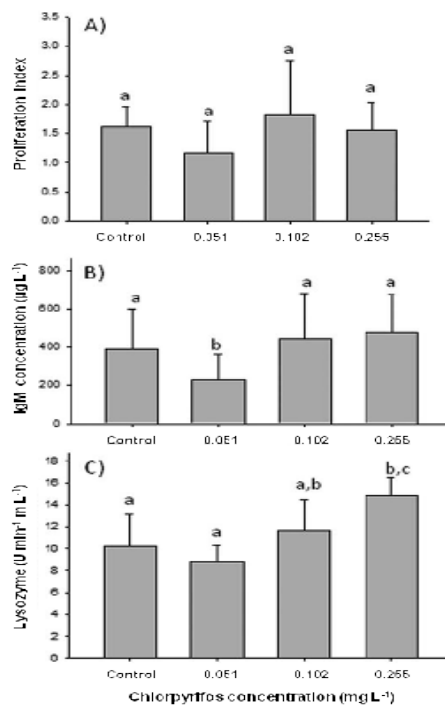 A)
Proliferation Index
3.5
3.0
2.5
2.0
1.5
1.0
0.5
0.0
a
a
a
a
Control 0.051 0.102 0.255
B)
IgM concenration (µg L⁻¹)
800
600
400
200
0
a
b
a
a
Control 0.051 0.102 0.255
C)
Lysozyme (U min⁻¹ mL⁻¹)
18
16
14
12
10
8
6
4
2
0
a
a
a,b
b,c
Control 0.051 0.102 0.255
Chlorpyrifos concentration (mg L⁻¹)